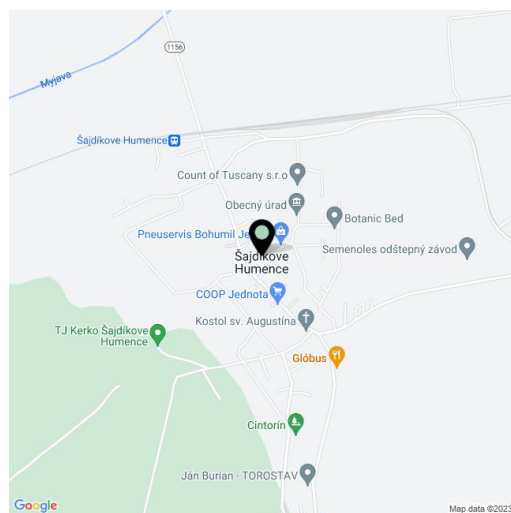 1156
Myjava
Šajdíkove Humence
Count of Tuscany s.r.o
Obecný úrad
Botanic Bed
Pneuservis Bohumil Je
Semenoles odštepný závod
Šajdíkove
Humence
COOP Jednota
Kostol sv. Augustína
TJ Kerko Šajdíkove
Humence
Glóbus
Cintorín
Ján Burian - TOROSTAV
Google
Map data ©2023